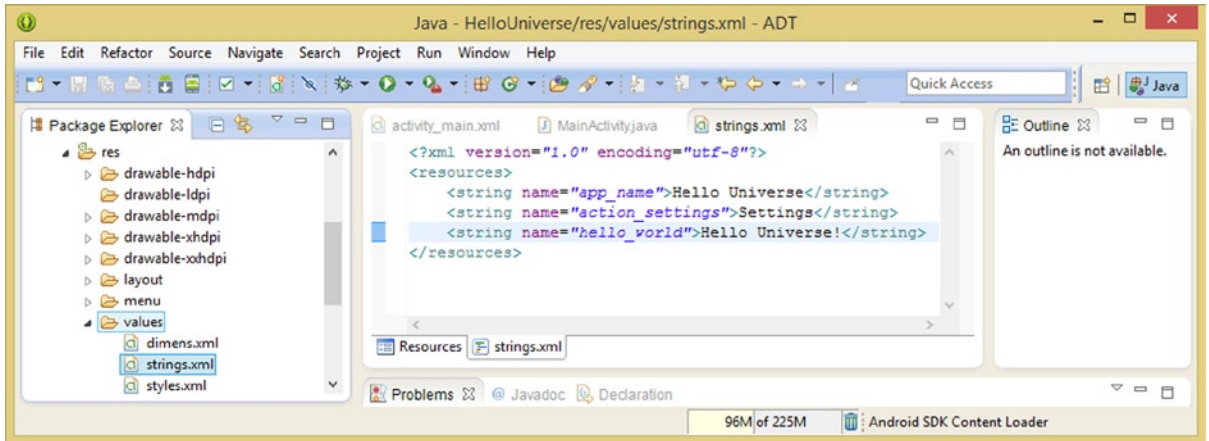 Java - HelloUniverse/res/values/strings.xml - ADT
File Edit Refactor Source Navigate Search Project Run Window Help
Quick Access
Java
Package Explorer
res
drawable-hdpi
drawable-ldpi
drawable-mdpi
drawable-xhdpi
drawable-xxhdpi
layout
menu
values
dimens.xml
strings.xml
styles.xml
activity_main.xml MainActivity.java strings.xml
<?xml version="1.0" encoding="utf-8"?>
<resources>
<string name="app_name">Hello Universe</string>
<string name="action_settings">Settings</string>
<string name="hello_world">Hello Universe!</string>
</resources>
Resources strings.xml
Outline
An outline is not available.
Problems @ Javadoc Declaration
96M of 225M Android SDK Content Loader